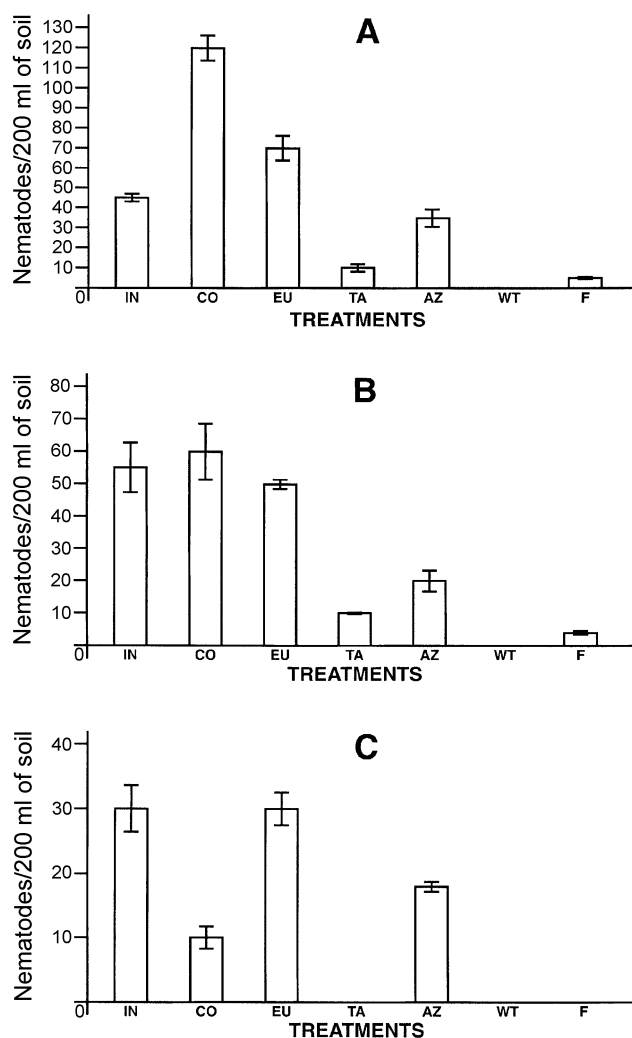 A
Nematodes/200 ml of soil
130
120
110
100
90
80
70
60
50
40
30
20
10
0
IN CO EU TA AZ WT F
TREATMENTS
B
Nematodes/200 ml of soil
80
70
60
50
40
30
20
10
0
IN CO EU TA AZ WT F
TREATMENTS
C
Nematodes/200 ml of soil
40
30
20
10
0
IN CO EU TA AZ WT F
TREATMENTS